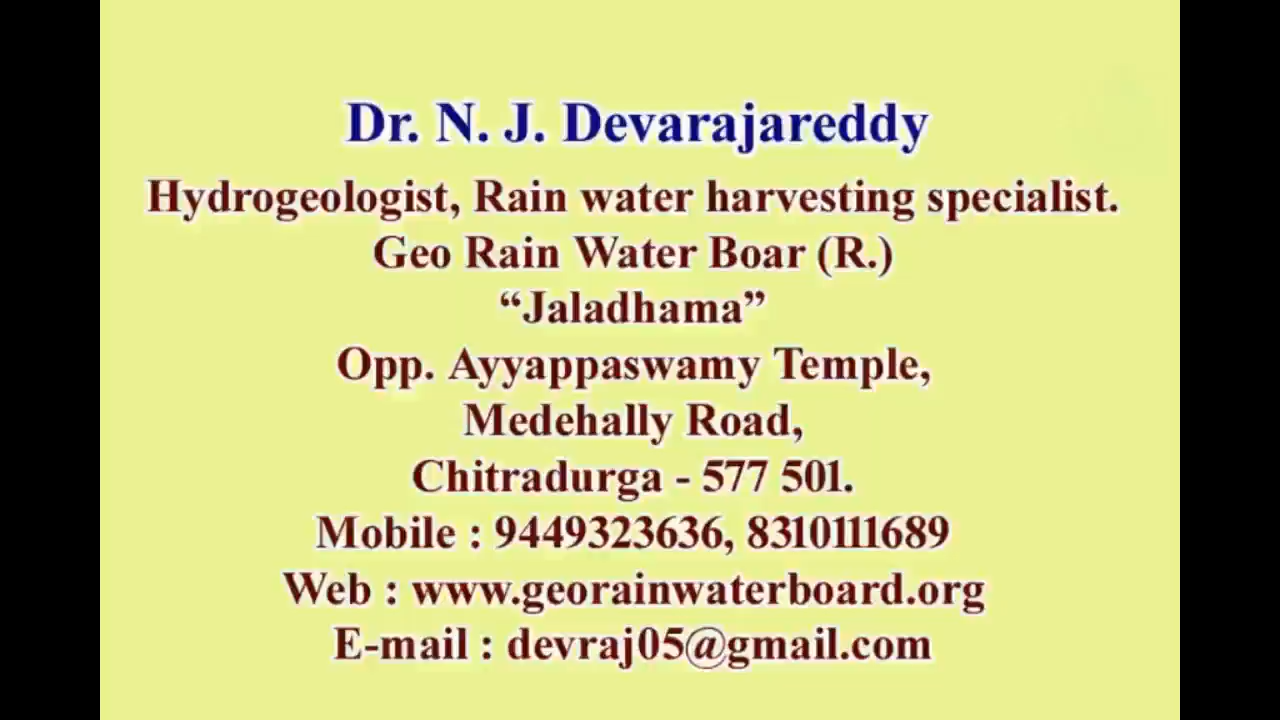 Dr. N. J. Devarajareddy
Hydrogeologist, Rain water harvesting specialist.
Geo Rain Water Boar (R.)
“Jaladhama”
Opp. Ayyappaswamy Temple,
Medehally Road,
Chitradurga - 577 501.
Mobile : 9449323636, 8310111689
Web : www.georainwaterboard.org
E-mail : devraj05@gmail.com